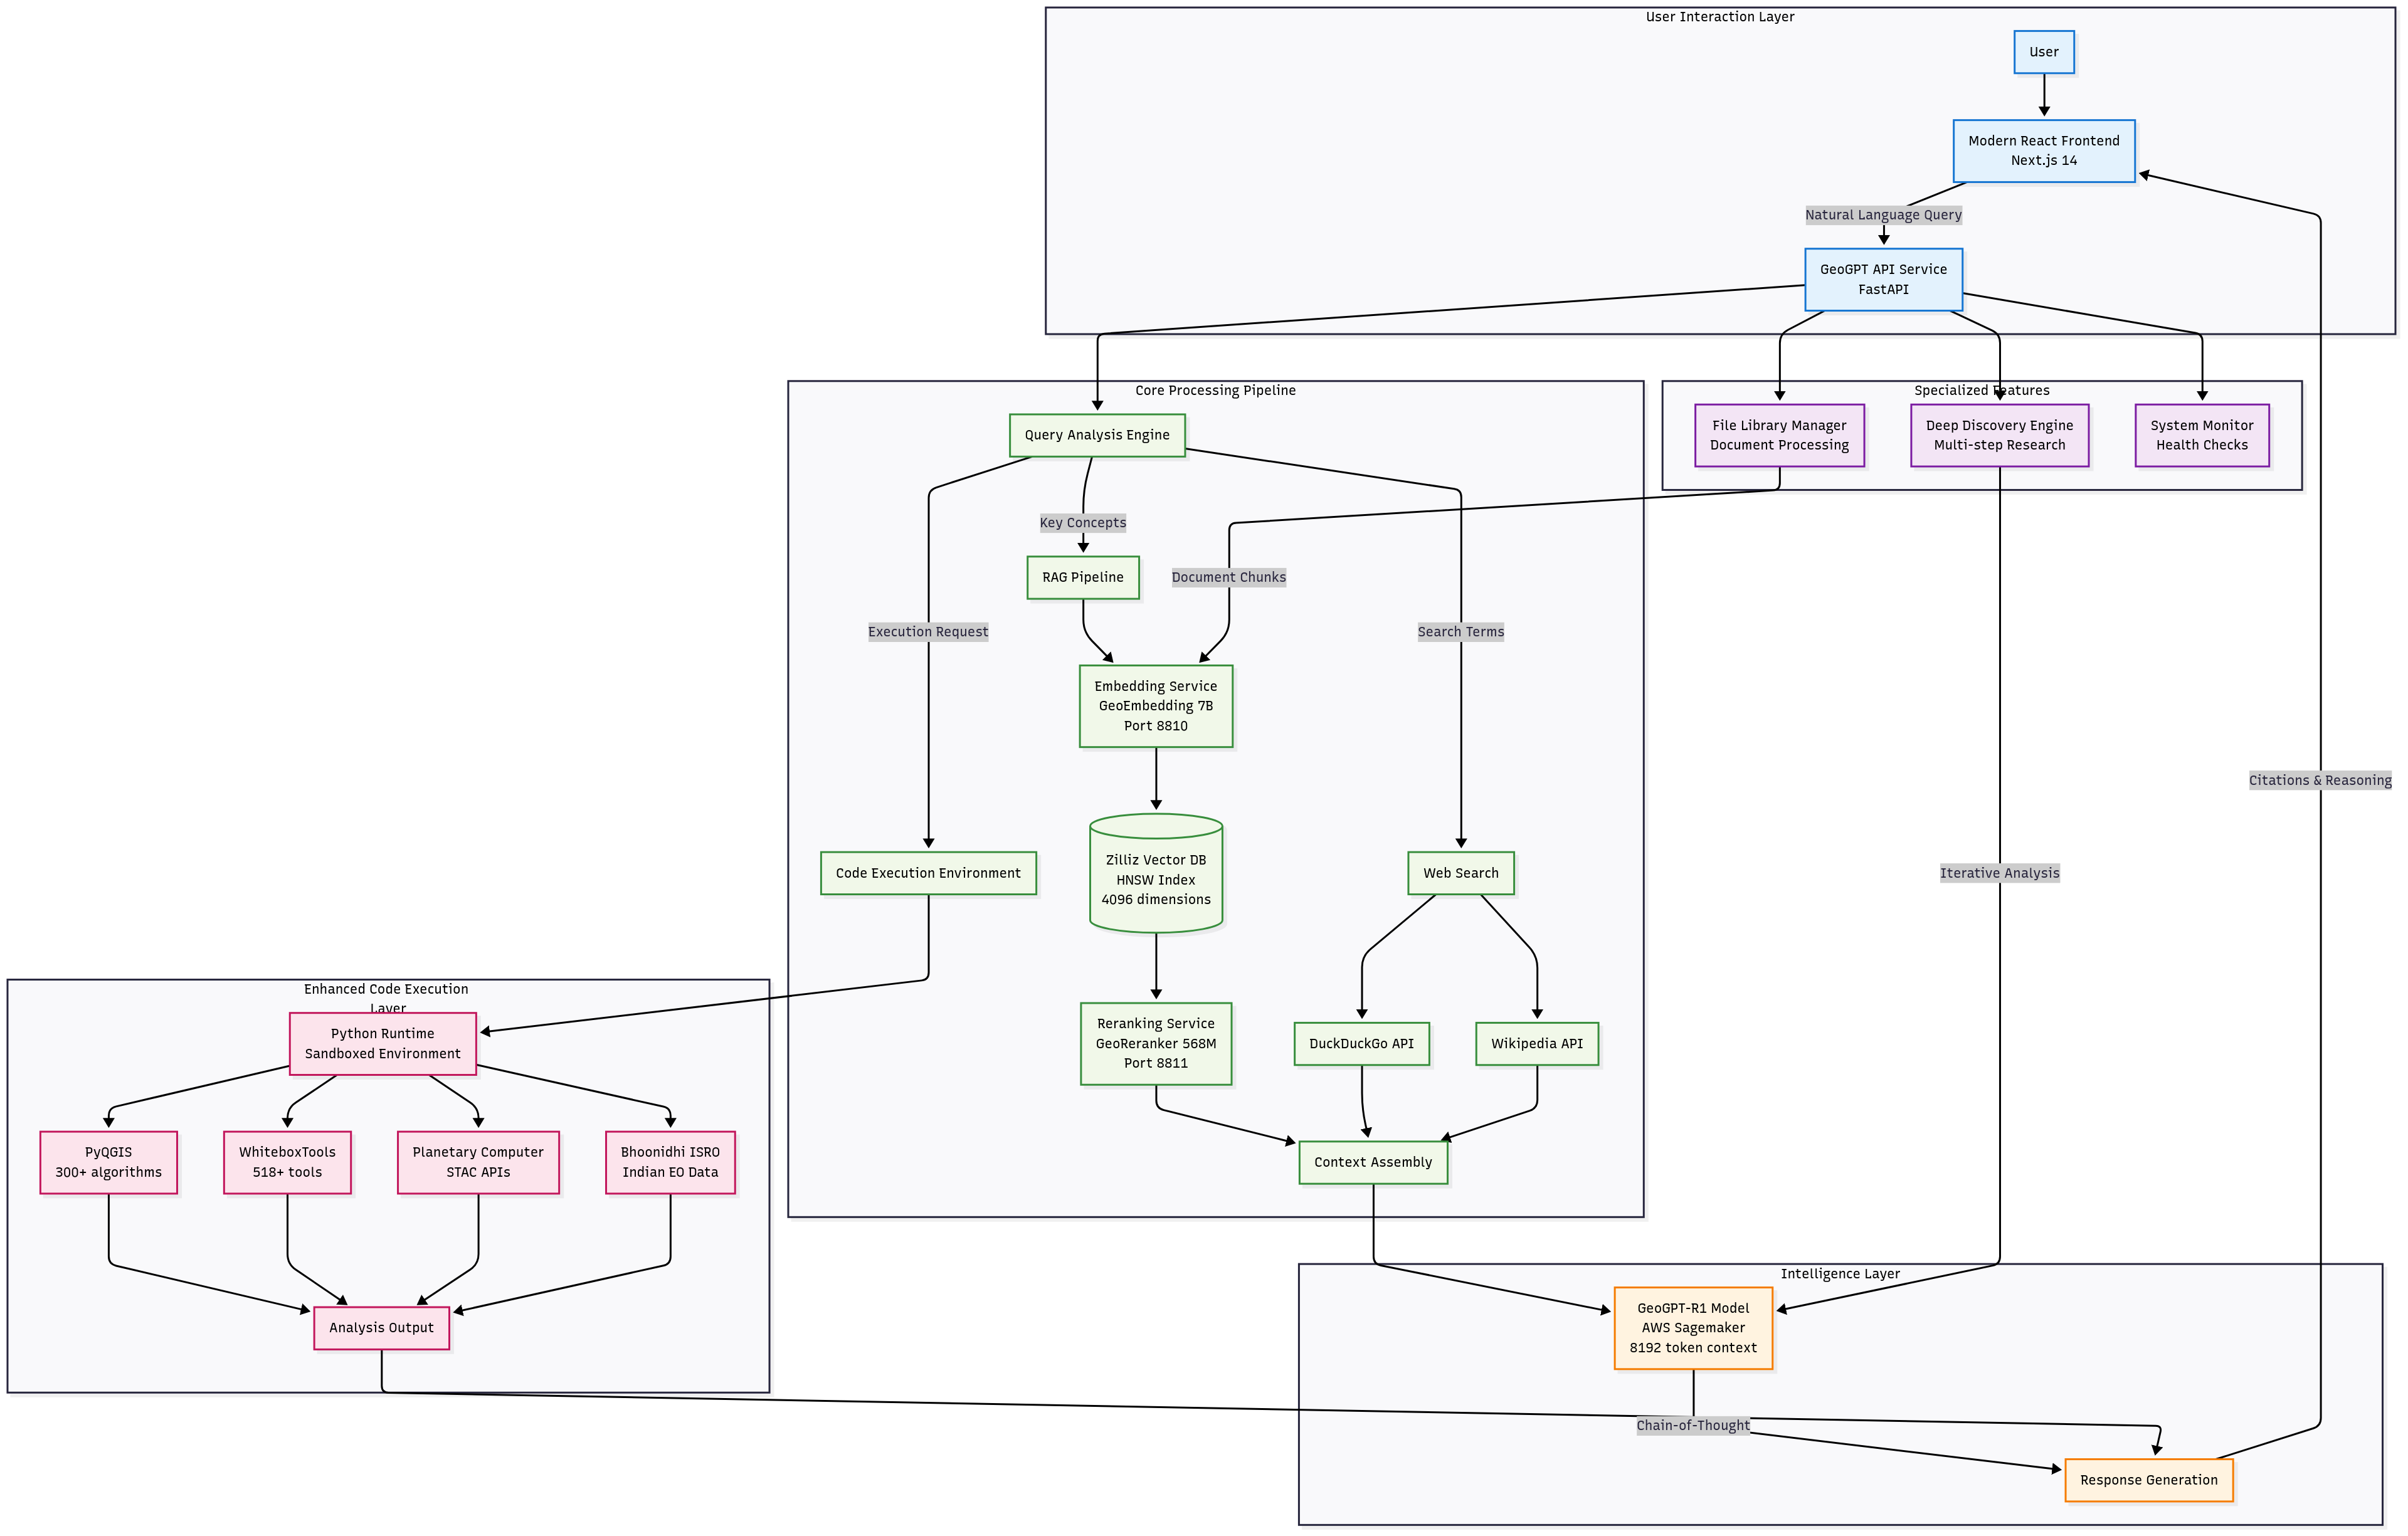 User Interaction Layer
User
Modern React Frontend
Next.js 14
Natural Language Query
GeoGPT API Service
FastAPI
Core Processing Pipeline
Specialized Features
Query Analysis Engine
File Library Manager
Document Processing
Deep Discovery Engine
Multi-step Research
System Monitor
Health Checks
Key Concepts
RAG Pipeline
Document Chunks
Execution Request
Search Terms
Embedding Service
GeoEmbedding 7B
Port 8810
Citations & Reasoning
Code Execution Environment
Zilliz Vector DB
HNSW Index
4096 dimensions
Web Search
Iterative Analysis
Enhanced Code Execution
Layer
Python Runtime
Sandboxed Environment
Reranking Service
GeoReranker 568M
Port 8811
DuckDuckGo API
Wikipedia API
PyQGIS
300+ algorithms
WhiteboxTools
518+ tools
Planetary Computer
STAC APIs
Bhoonidhi ISRO
Indian EO Data
Context Assembly
Intelligence Layer
Analysis Output
GeoGPT-R1 Model
AWS Sagemaker
8192 token context
Chain-of-Thought
Response Generation